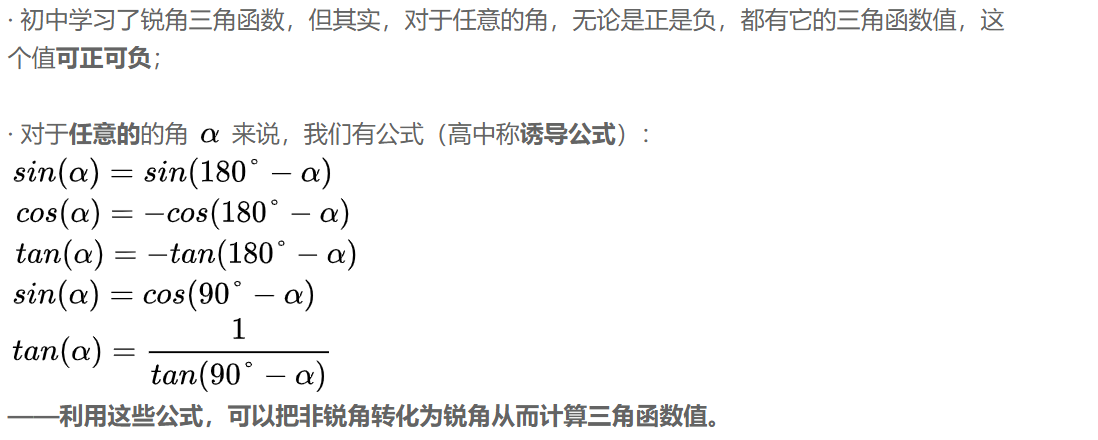 · 初中学习了锐角三角函数，但其实，对于任意的角，无论是正是负，都有它的三角函数值，这
个值可正可负；
· 对于任意的的角 α 来说，我们有公式（高中称诱导公式）：
sin(α) = sin(180° − α)
cos(α) = −cos(180° − α)
tan(α) = −tan(180° − α)
sin(α) = cos(90° − α)
tan(α) = 1 / tan(90° − α)
——利用这些公式，可以把非锐角转化为锐角从而计算三角函数值。